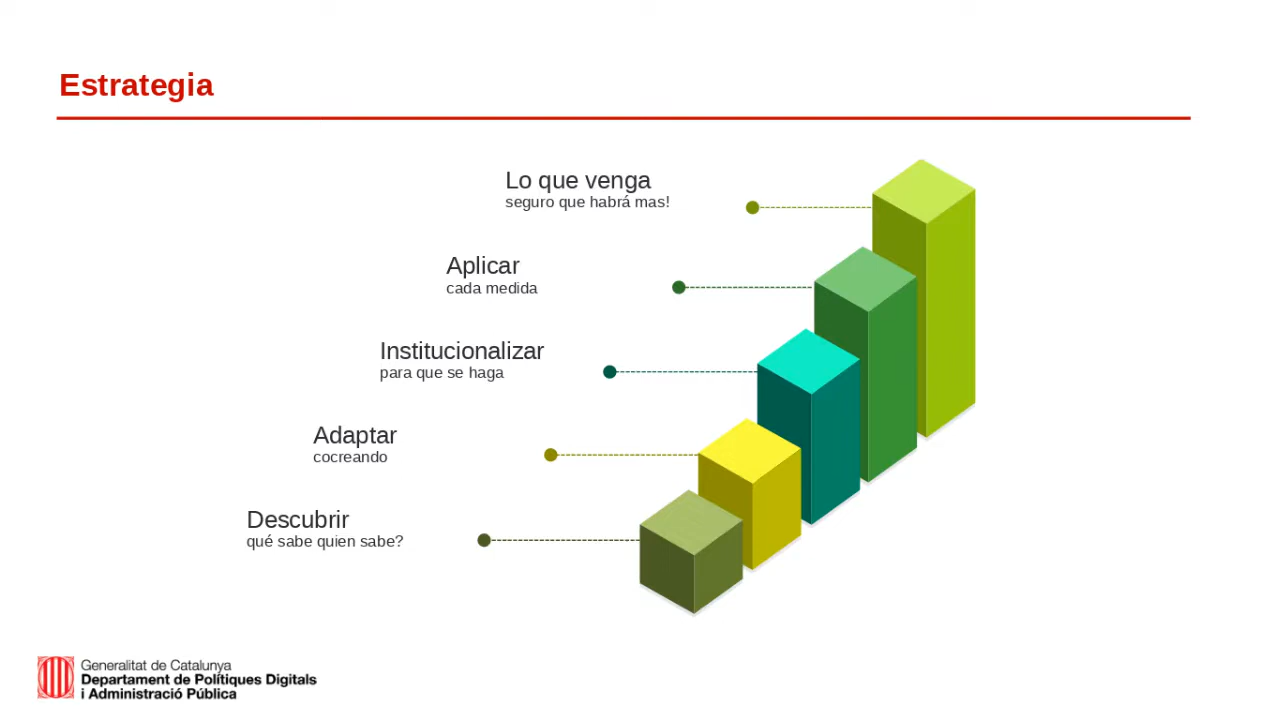 Estrategia
Lo que venga
seguro que habrá mas!
Aplicar
cada medida
Institucionalizar
para que se haga
Adaptar
cocreando
Descubrir
qué sabe quien sabe?
Generalitat de Catalunya
Departament de Polítiques Digitals
i Administració Pública